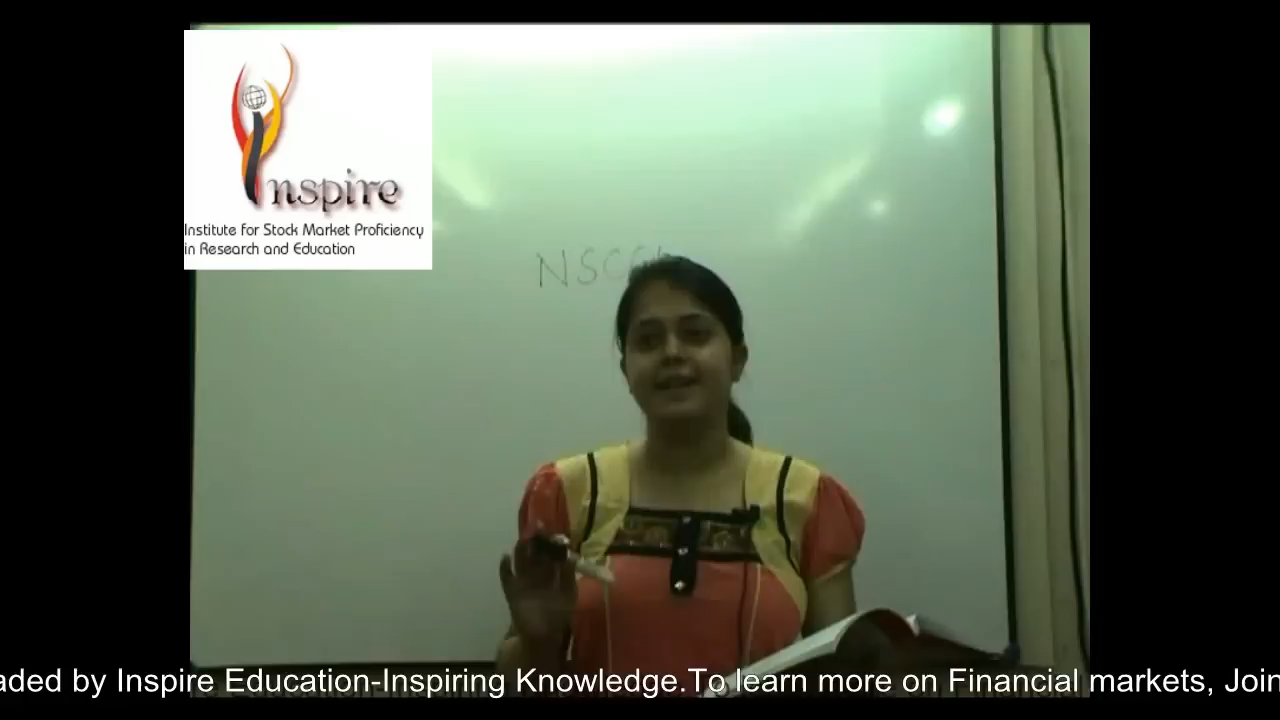 Inspire
Institute for Stock Market Proficiency
in Research and Education
NSCC
aded by Inspire Education-Inspiring Knowledge.To learn more on Financial markets, Join